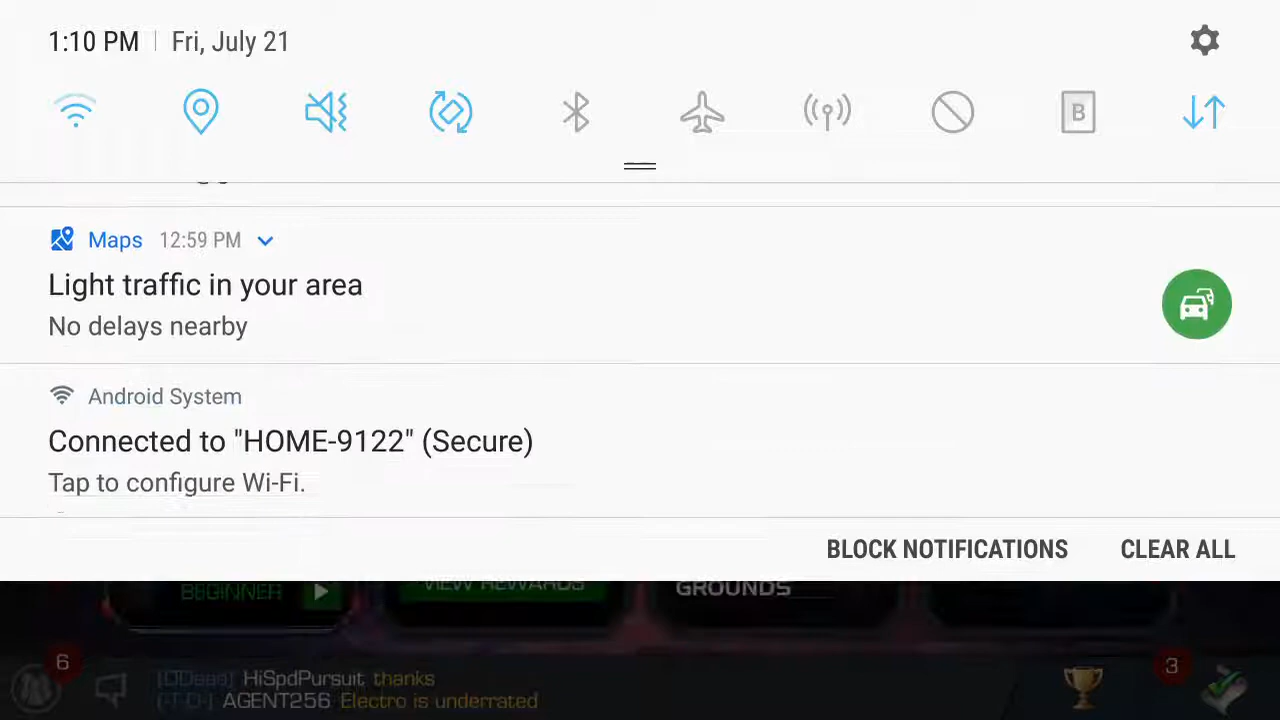 1:10 PM | Fri, July 21
B
Maps 12:59 PM
Light traffic in your area
No delays nearby
Android System
Connected to "HOME-9122" (Secure)
Tap to configure Wi-Fi.
BLOCK NOTIFICATIONS CLEAR ALL
BEGINNER VIEW REWARDS GROUNDS
6 3
HiSpdPursuit thanks
AGENT256 Electro is underrated